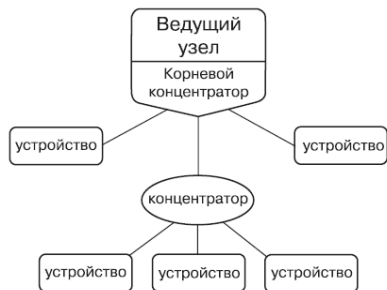 Ведущий
узел
Корневой
концентратор
устройство
устройство
концентратор
устройство
устройство
устройство